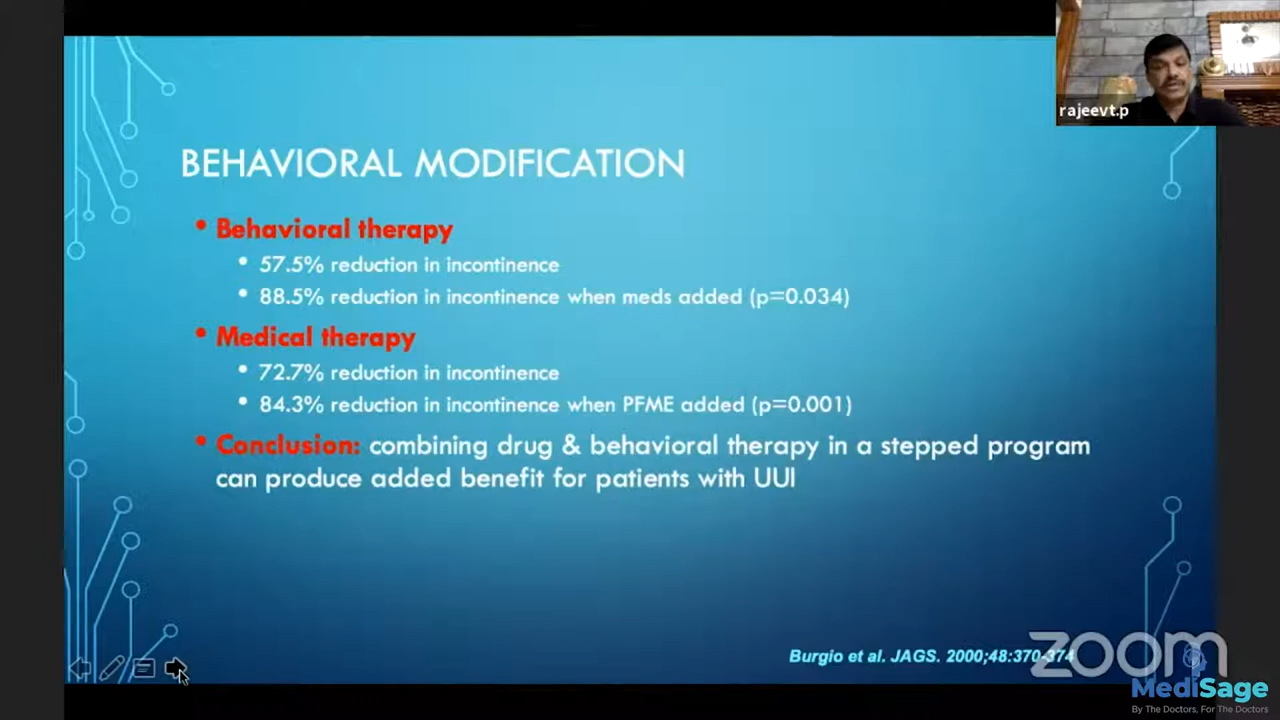 rajeevt.p
BEHAVIORAL MODIFICATION
• Behavioral therapy
• 57.5% reduction in incontinence
• 88.5% reduction in incontinence when meds added (p=0.034)
• Medical therapy
• 72.7% reduction in incontinence
• 84.3% reduction in incontinence when PFME added (p=0.001)
• Conclusion: combining drug & behavioral therapy in a stepped program
can produce added benefit for patients with UUI
Burgio et al. JAGS. 2000;48:370-374
zoom
MediSage
By The Doctors, For The Doctors